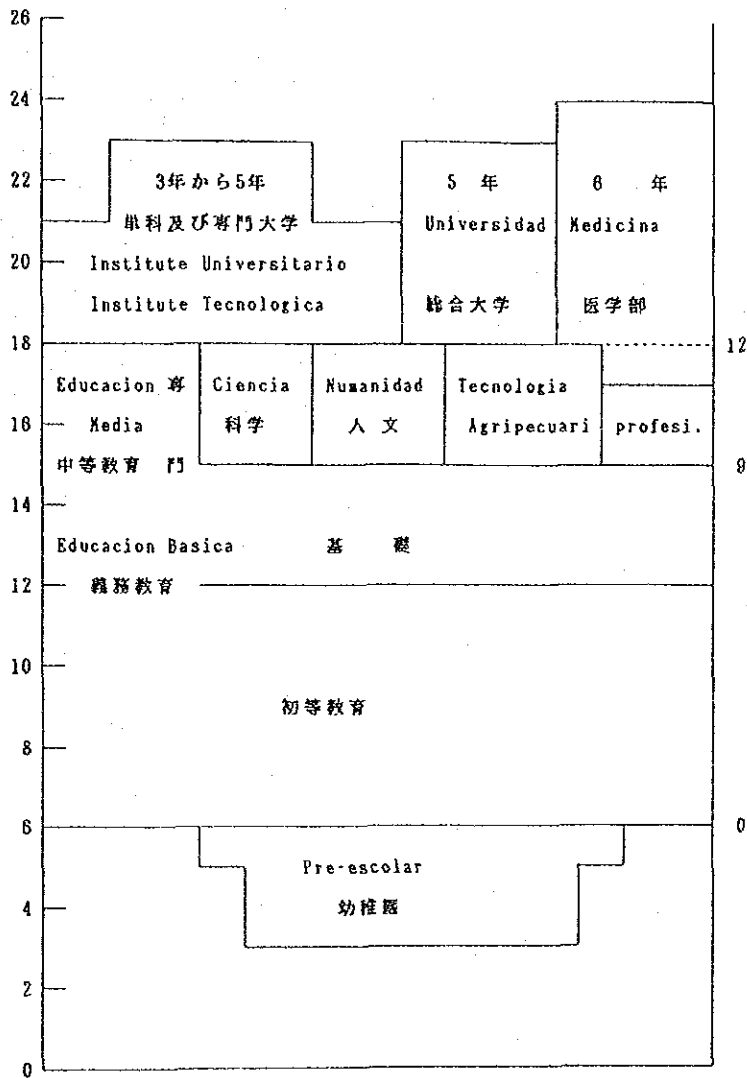 26
24
22
20
18
16
14
12
10
8
6
4
2
0
3年から5年
単科及び専門大学
Institute Universitario
Institute Tecnologica
5 年
Universidad
総合大学
6 年
Medicina
医学部
12
Educacion 専
Media
中等教育 門
Ciencia
科学
Numanidad
人 文
Tecnologia
Agripecuari
profesi.
9
Educacion Basica 基 礎
義務教育
初等教育
0
Pre-escolar
幼稚園